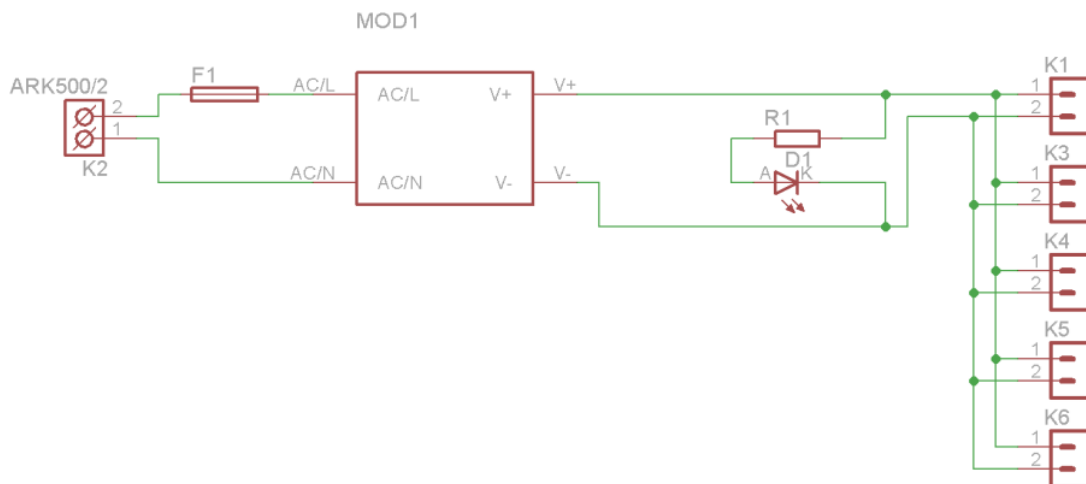 MOD1
ARK500/2
F1
AC/L
AC/L
V+
V+
K1
1
2
2
1
K2
R1
D1
A
K
AC/N
AC/N
V-
V-
K3
1
2
K4
1
2
K5
1
2
K6
1
2